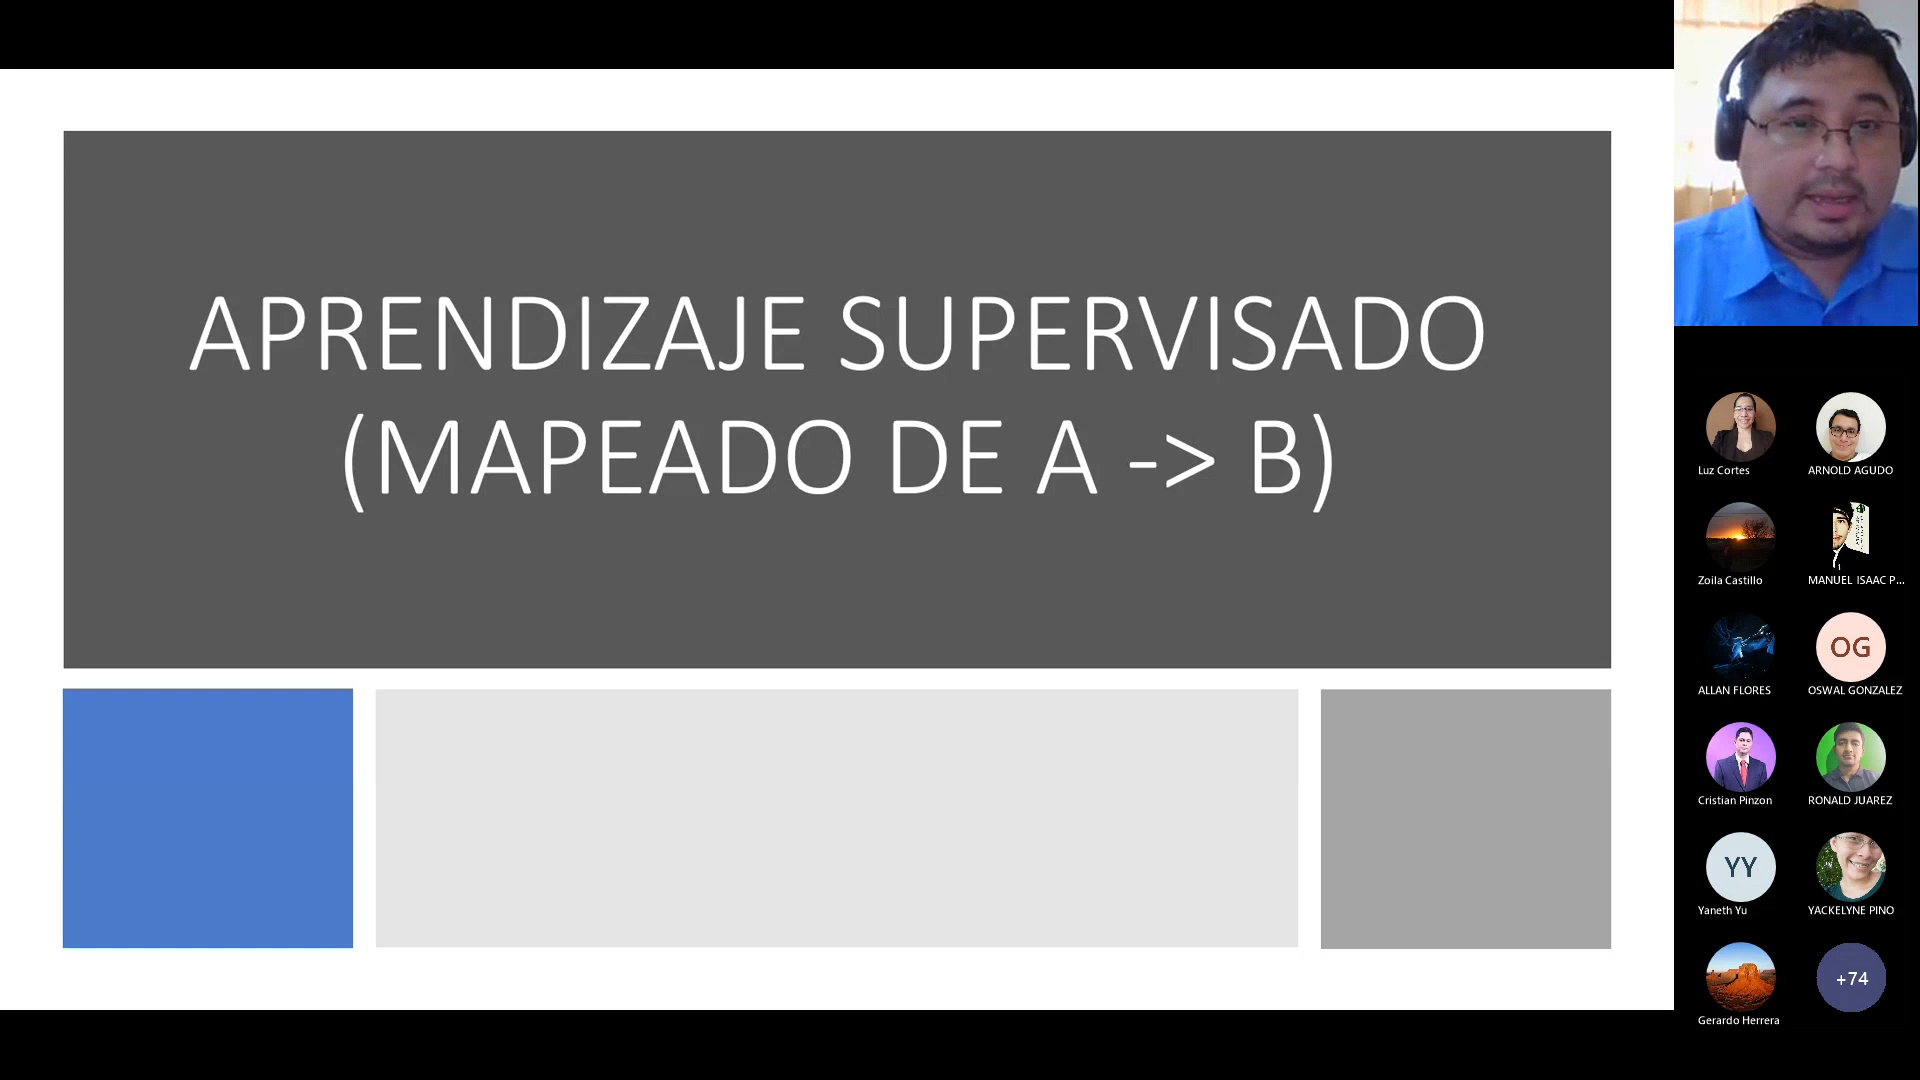 APRENDIZAJE SUPERVISADO
(MAPEADO DE A -> B)
Luz Cortes
ARNOLD AGUDO
Zoila Castillo
MANUEL ISAAC P...
ALLAN FLORES
OG
OSWAL GONZALEZ
Cristian Pinzon
RONALD JUAREZ
YY
Yaneth Yu
YACKELYNE PINO
Gerardo Herrera
+74